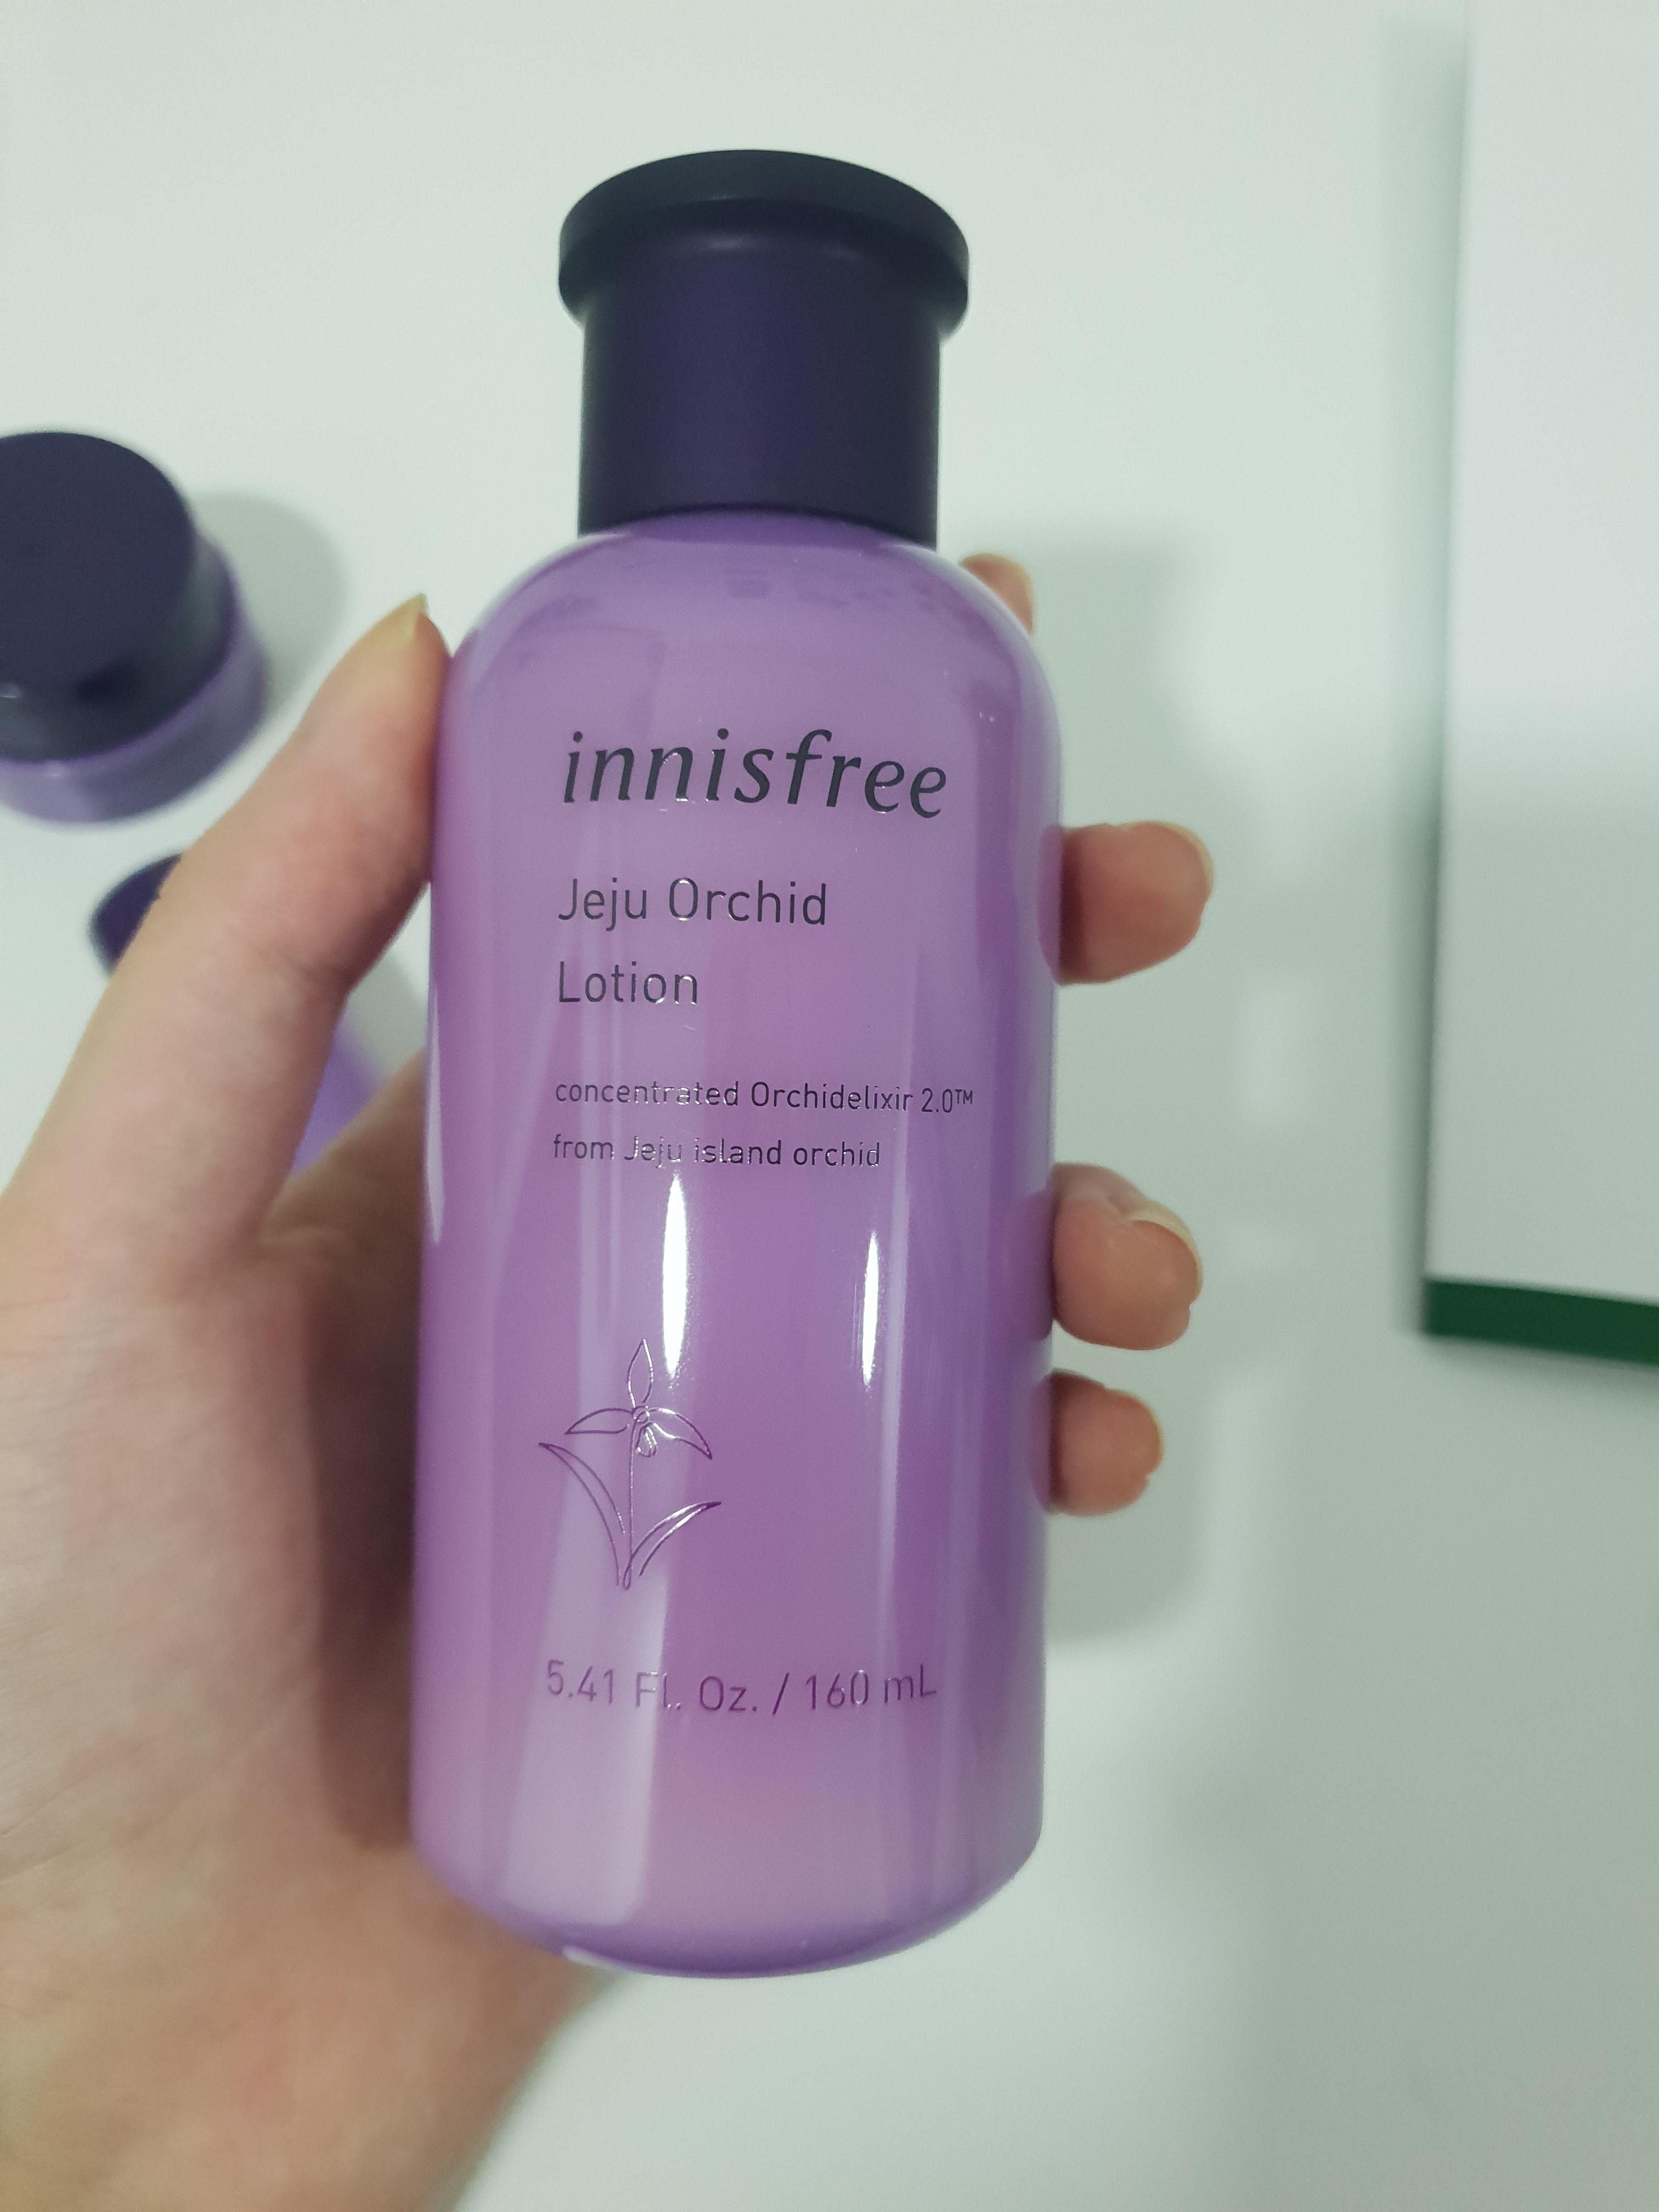 innisfree
Jeju Orchid
Lotion
concentrated Orchidelixir 2.0™
from Jeju island orchid
5.41 FL. Oz. / 160 mL